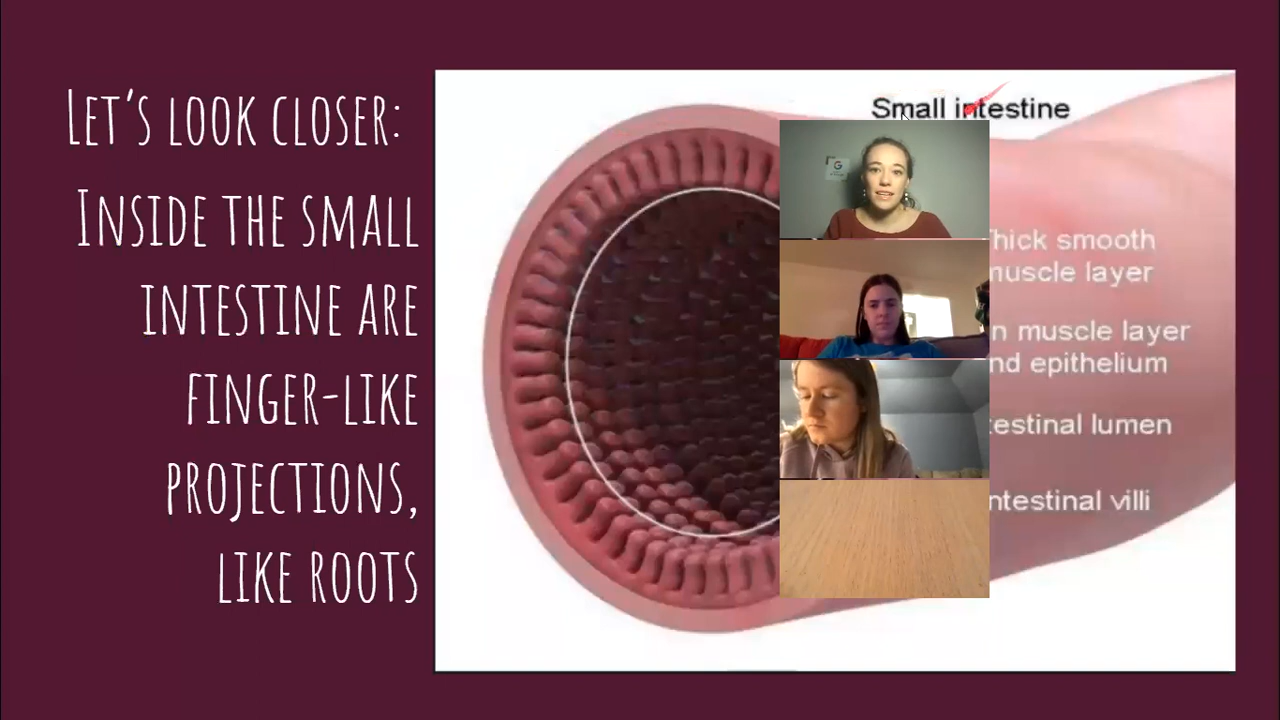 Let's look closer:
Inside the small
intestine are
finger-like
projections,
like roots
Small intestine
hick smooth
muscle layer
n muscle layer
nd epithelium
testinal lumen
ntestinal villi
G